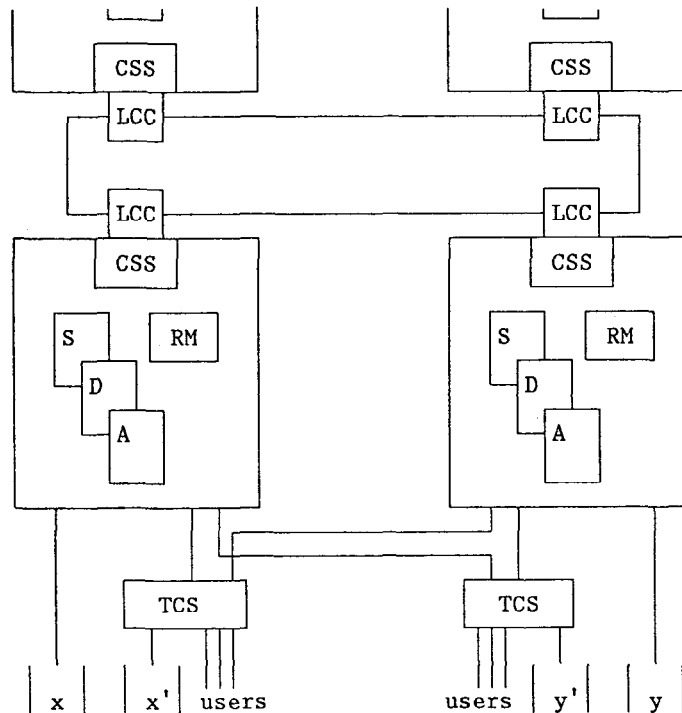 CSS CSS
LCC LCC
LCC LCC
CSS CSS
S RM S RM
D D
A A
TCS TCS
x x' users users y' y